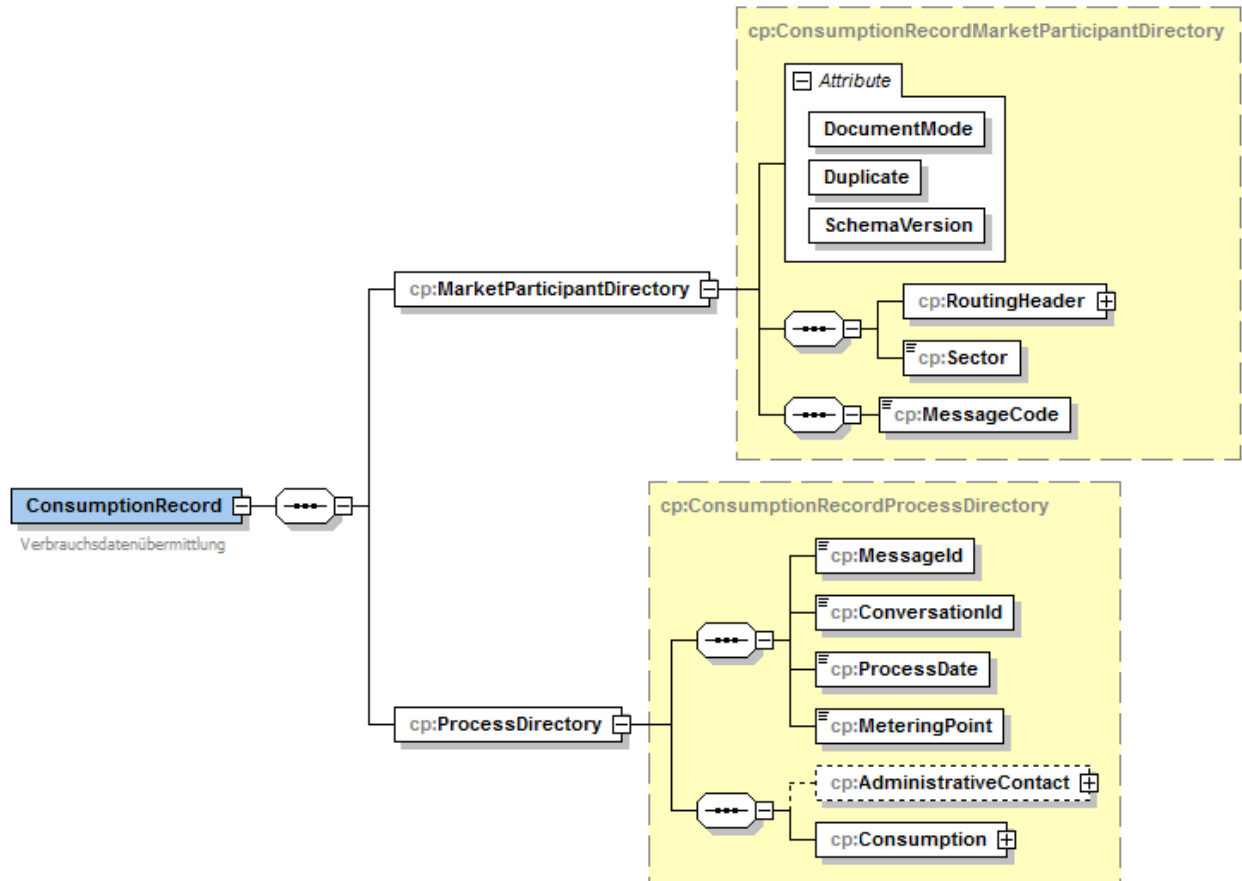 cp:ConsumptionRecordMarketParticipantDirectory
Attribute
DocumentMode
Duplicate
SchemaVersion
cp:MarketParticipantDirectory
cp:RoutingHeader
cp:Sector
cp:MessageCode
ConsumptionRecord
Verbrauchsdatenübermittlung
cp:ConsumptionRecordProcessDirectory
cp:MessageId
cp:ConversationId
cp:ProcessDate
cp:MeteringPoint
cp:ProcessDirectory
cp:AdministrativeContact
cp:Consumption